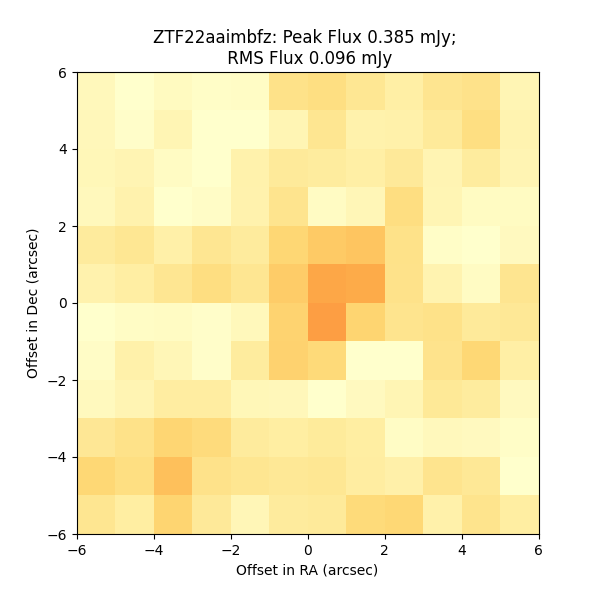 ZTF22aaimbfz: Peak Flux 0.385 mJy;
RMS Flux 0.096 mJy
6
4
2
0
−2
−4
−6
Offset in Dec (arcsec)
−6 −4 −2 0 2 4 6
Offset in RA (arcsec)